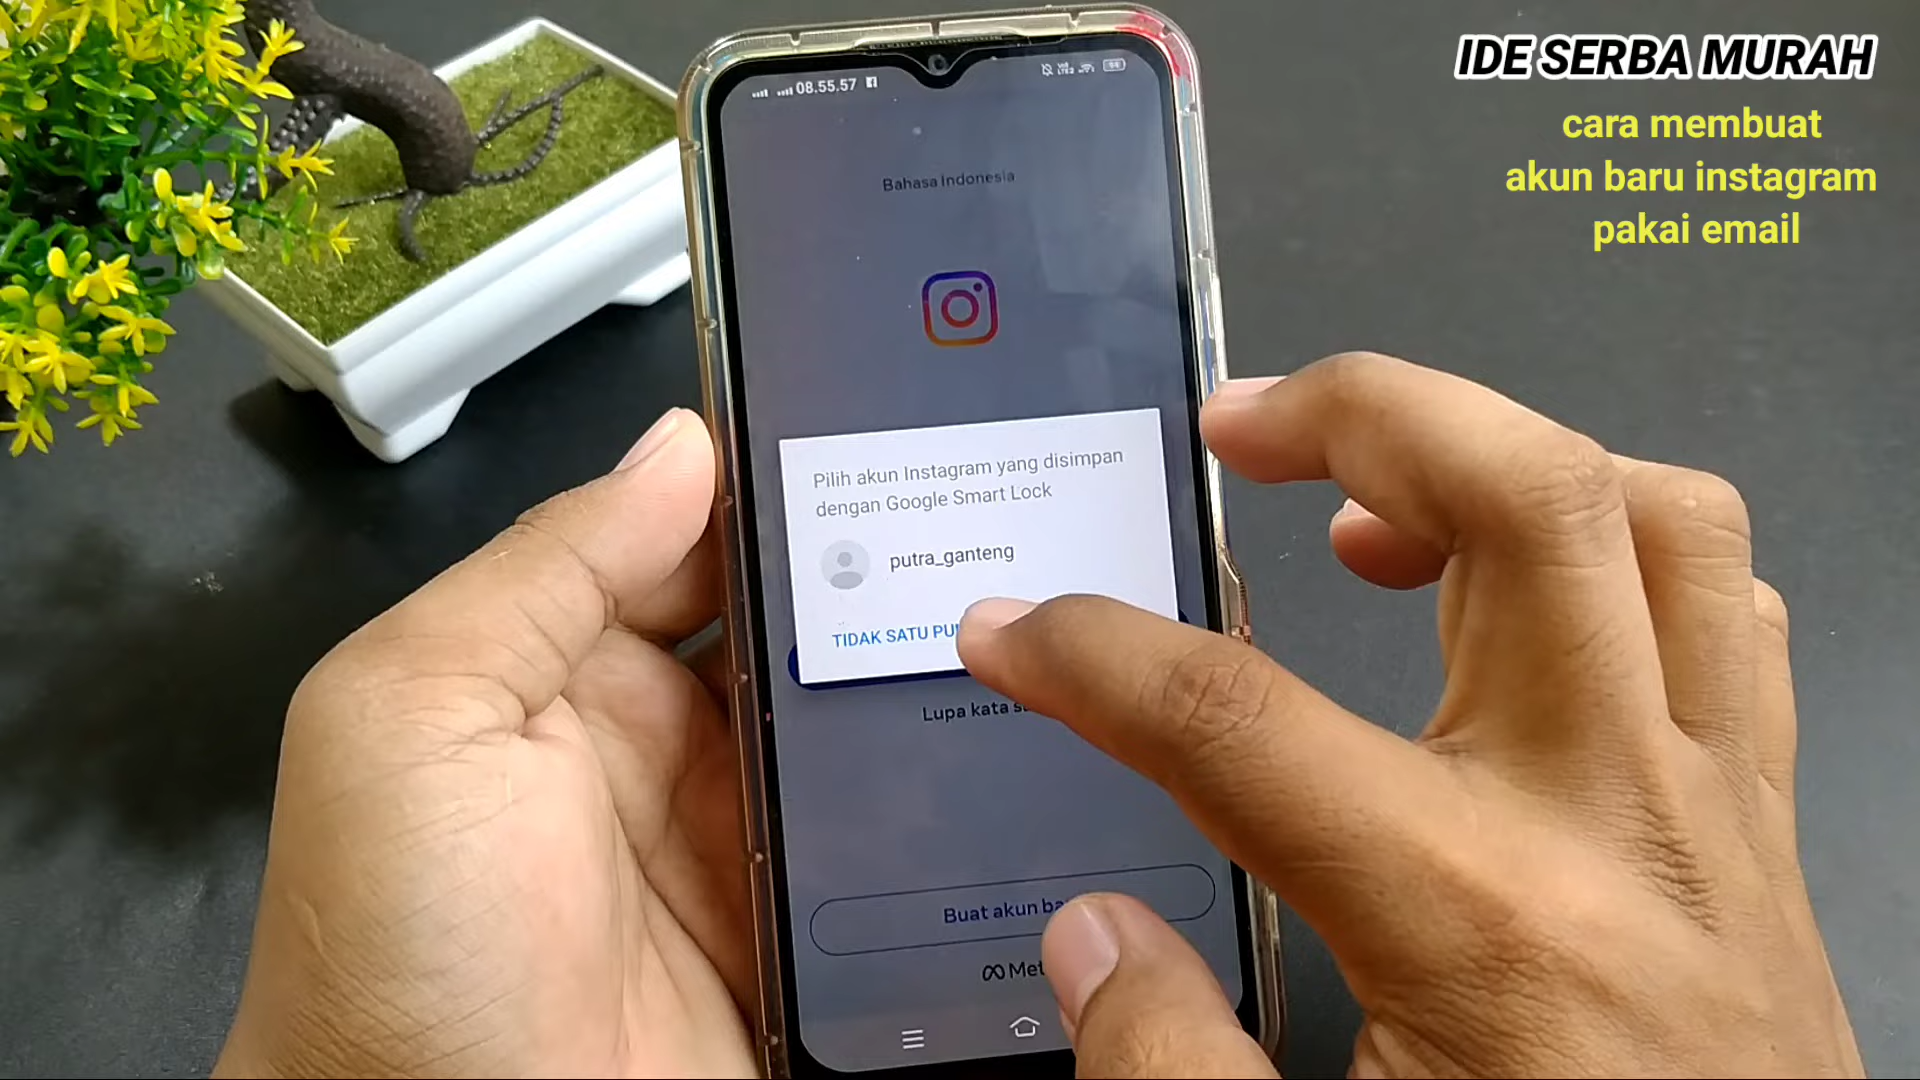 IDE SERBA MURAH
cara membuat
akun baru instagram
pakai email
08.55.57
Bahasa Indonesia
Pilih akun Instagram yang disimpan
dengan Google Smart Lock
putra_ganteng
TIDAK SATU
Lupa kata
Buat akun